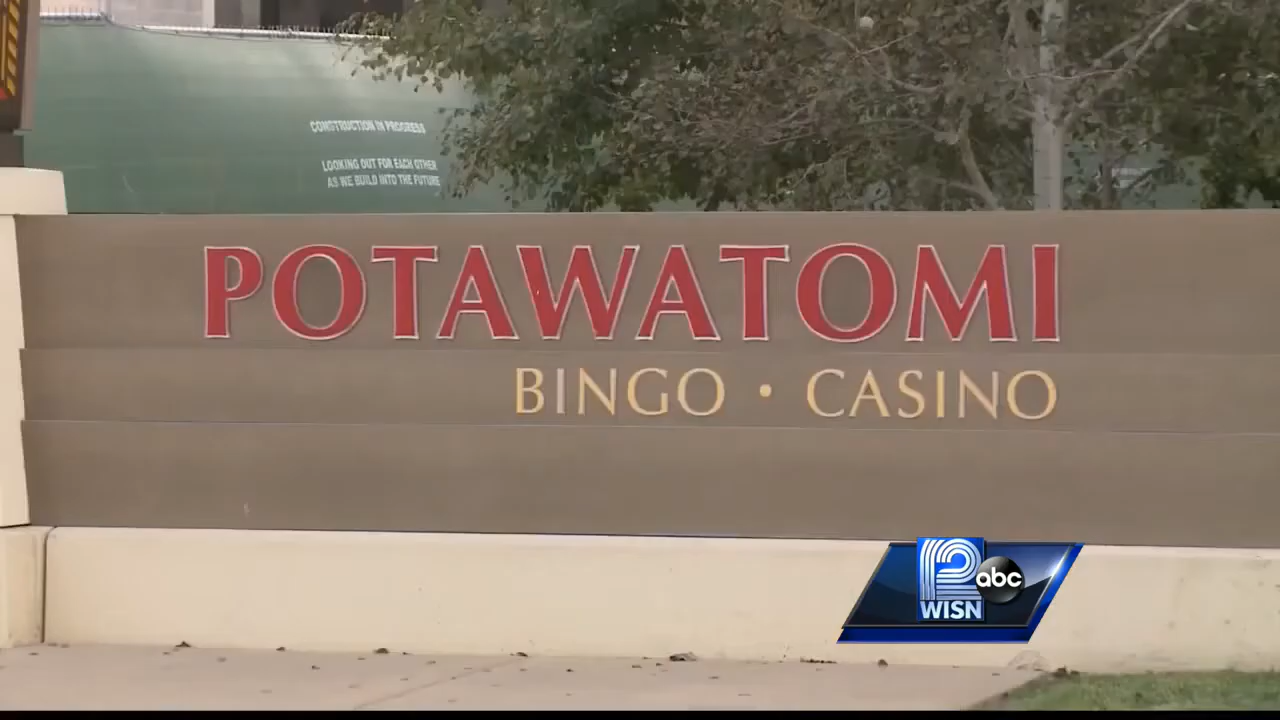 CONSTRUCTION IN PROGRESS
LOOKING OUT FOR EACH OTHER
AS WE BUILD INTO THE FUTURE
POTAWATOMI
BINGO • CASINO
12
abc
WISN